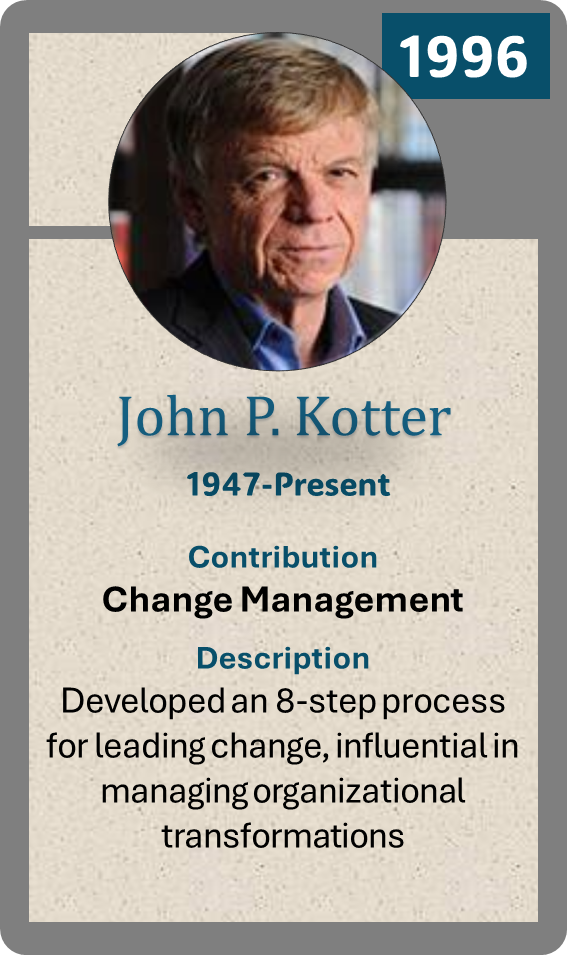 1996
John P. Kotter
1947-Present
Contribution
Change Management
Description
Developed an 8-step process
for leading change, influential in
managing organizational
transformations